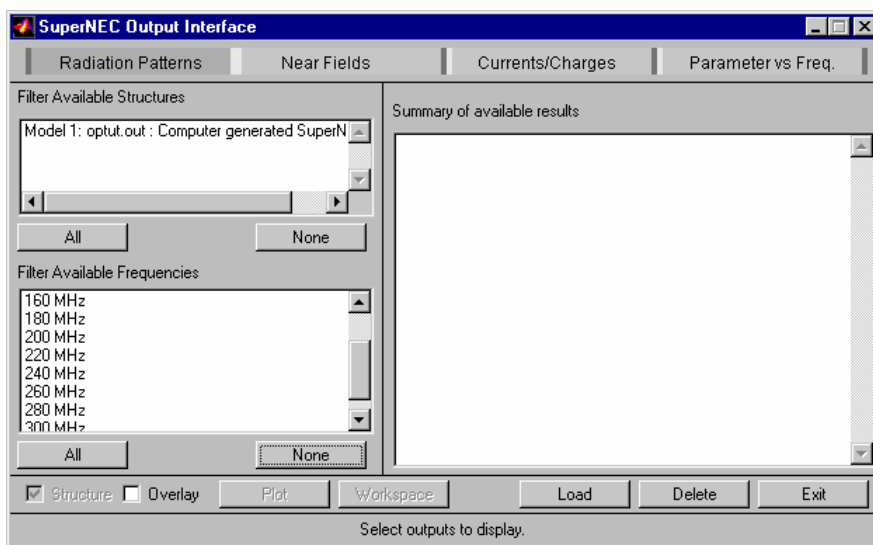 SuperNEC Output Interface
Radiation Patterns Near Fields Currents/Charges Parameter vs Freq.
Filter Available Structures
Model 1: optut.out : Computer generated SuperN
All None
Filter Available Frequencies
160 MHz
180 MHz
200 MHz
220 MHz
240 MHz
260 MHz
280 MHz
300 MHz
All None
Summary of available results
Structure Overlay Plot Workspace Load Delete Exit
Select outputs to display.